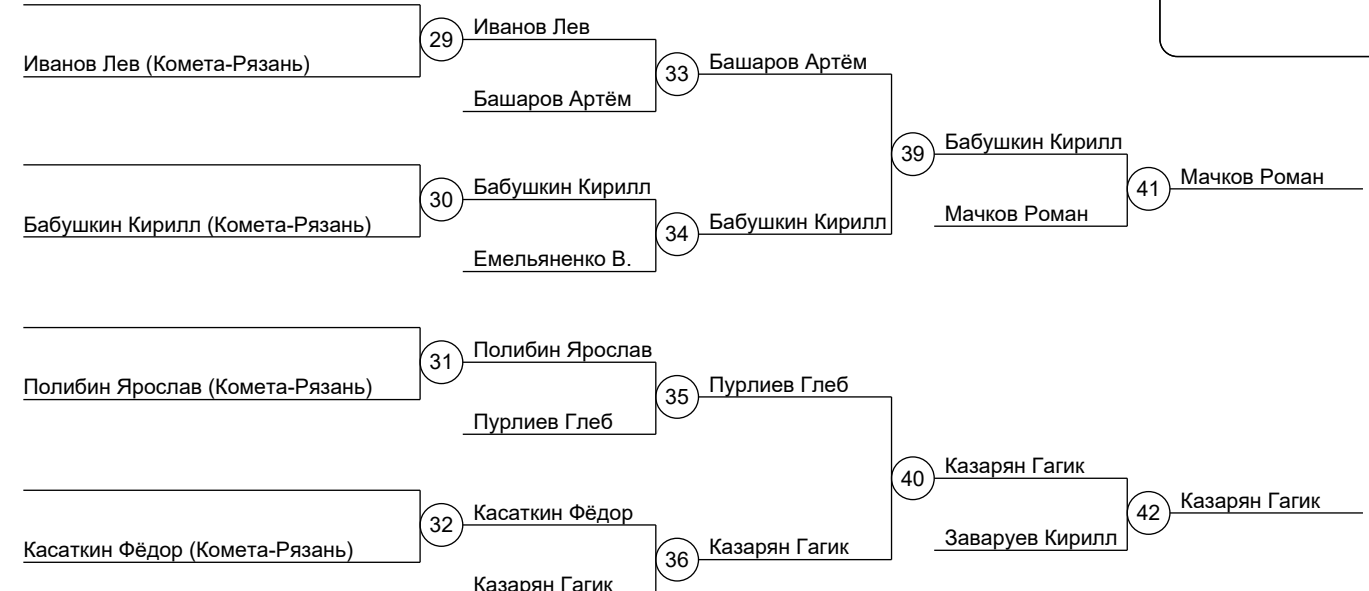 Иванов Лев (Комета-Рязань)
29
Иванов Лев
Башаров Артём
33
Башаров Артём
Бабушкин Кирилл (Комета-Рязань)
30
Бабушкин Кирилл
Емельяненко В.
34
Бабушкин Кирилл
39
Бабушкин Кирилл
Мачков Роман
41
Мачков Роман
Полибин Ярослав (Комета-Рязань)
31
Полибин Ярослав
Пурлиев Глеб
35
Пурлиев Глеб
Касаткин Фёдор (Комета-Рязань)
32
Касаткин Фёдор
Казарян Гагик
36
Казарян Гагик
40
Казарян Гагик
Заваруев Кирилл
42
Казарян Гагик